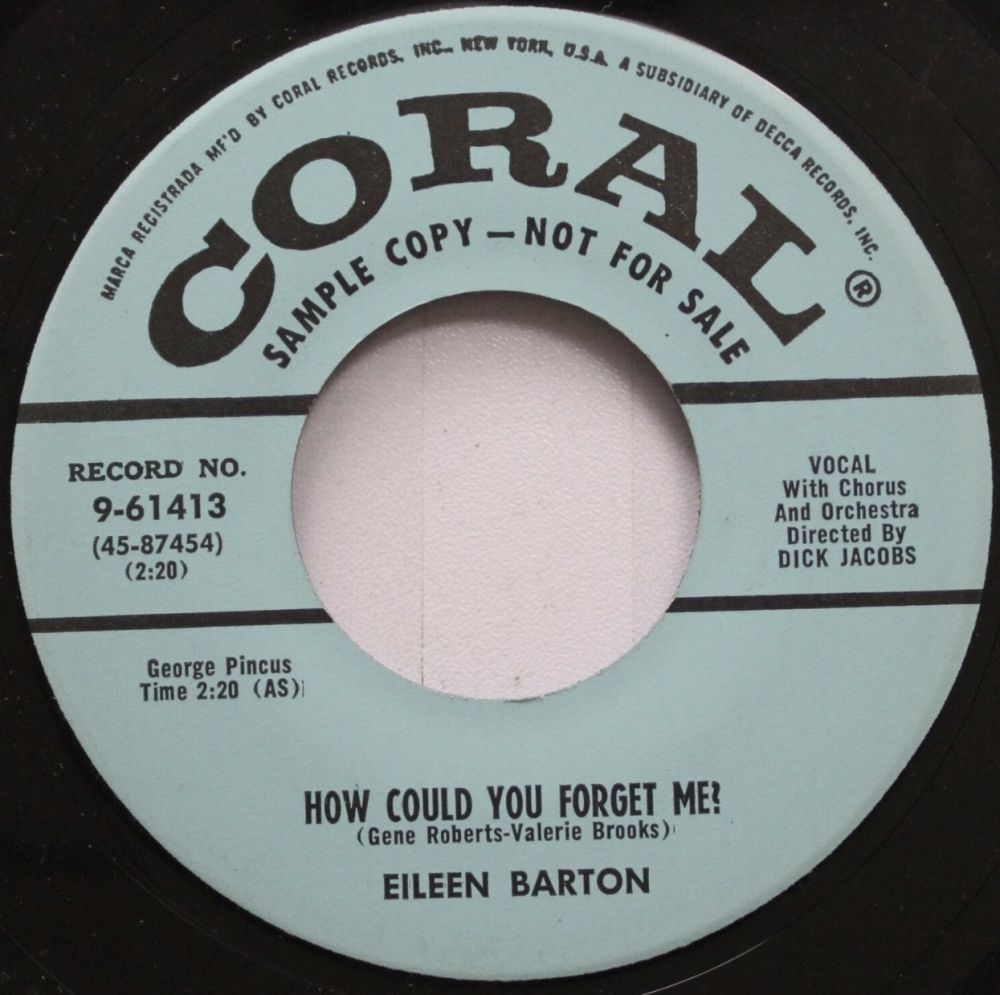 MARCA REGISTRADA MF'D BY CORAL RECORDS, INC., NEW YORK, U.S.A. A SUBSIDIARY OF DECCA RECORDS, INC.
CORAL ®
SAMPLE COPY — NOT FOR SALE
RECORD NO.
9-61413
(45-87454)
(2:20)
VOCAL
With Chorus
And Orchestra
Directed By
DICK JACOBS
George Pincus
Time 2:20 (AS)
HOW COULD YOU FORGET ME?
(Gene Roberts-Valerie Brooks)
EILEEN BARTON